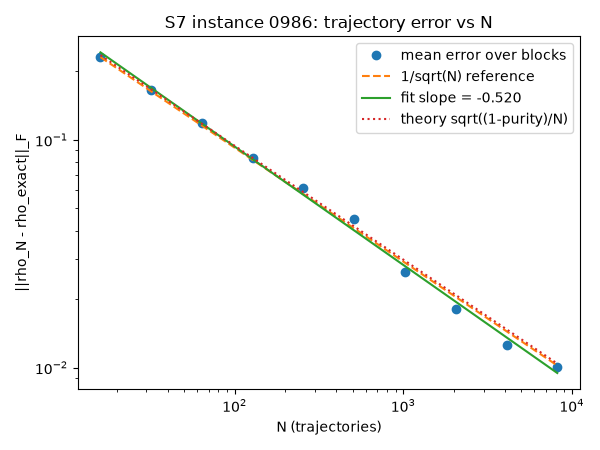 S7 instance 0986: trajectory error vs N
mean error over blocks
1/sqrt(N) reference
fit slope = -0.520
theory sqrt((1-purity)/N)
||rho_N - rho_exact||_F
10⁻¹
10⁻²
10²
10³
10⁴
N (trajectories)